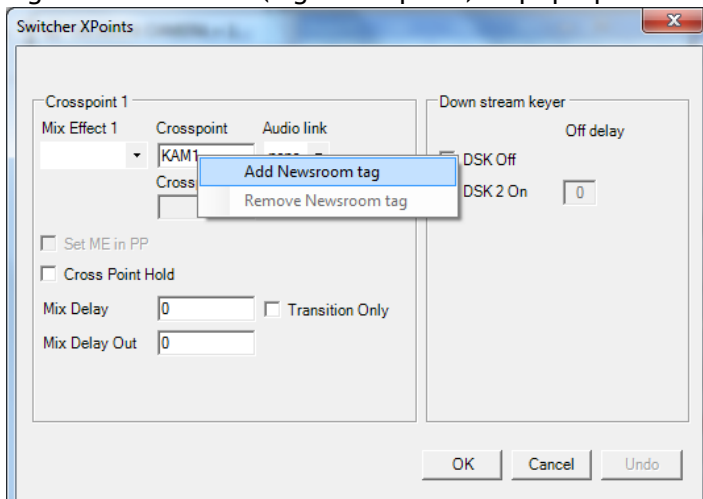 Switcher XPoints
Crosspoint 1
Mix Effect 1 Crosspoint Audio link
KAM1
Add Newsroom tag
Remove Newsroom tag
Set ME in PP
Cross Point Hold
Mix Delay 0 Transition Only
Mix Delay Out 0
Down stream keyer
Off delay
DSK Off
DSK 2 On 0
OK Cancel Undo